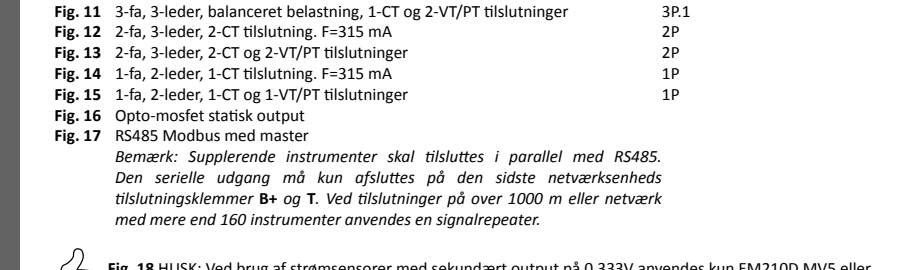 Fig. 11 3-fa, 3-leder, balanceret belastning, 1-CT og 2-VT/PT tilslutninger 3P.1
Fig. 12 2-fa, 3-leder, 2-CT tilslutning. F=315 mA 2P
Fig. 13 2-fa, 3-leder, 2-CT og 2-VT/PT tilslutninger 2P
Fig. 14 1-fa, 2-leder, 1-CT tilslutning. F=315 mA 1P
Fig. 15 1-fa, 2-leder, 1-CT og 1-VT/PT tilslutninger 1P
Fig. 16 Opto-mosfet statisk output
Fig. 17 RS485 Modbus med master
Bemærk: Supplerende instrumenter skal tilsluttes i parallel med RS485.
Den serielle udgang må kun afsluttes på den sidste netværksenheds
tilslutningsklemmer B+ og T. Ved tilslutninger på over 1000 m eller netværk
med mere end 160 instrumenter anvendes en signalrepeater.
Fig. 18 HUSK: Ved brug af strømsensorer med sekundært output på 0.333V anvendes kun EM210D MV5 eller